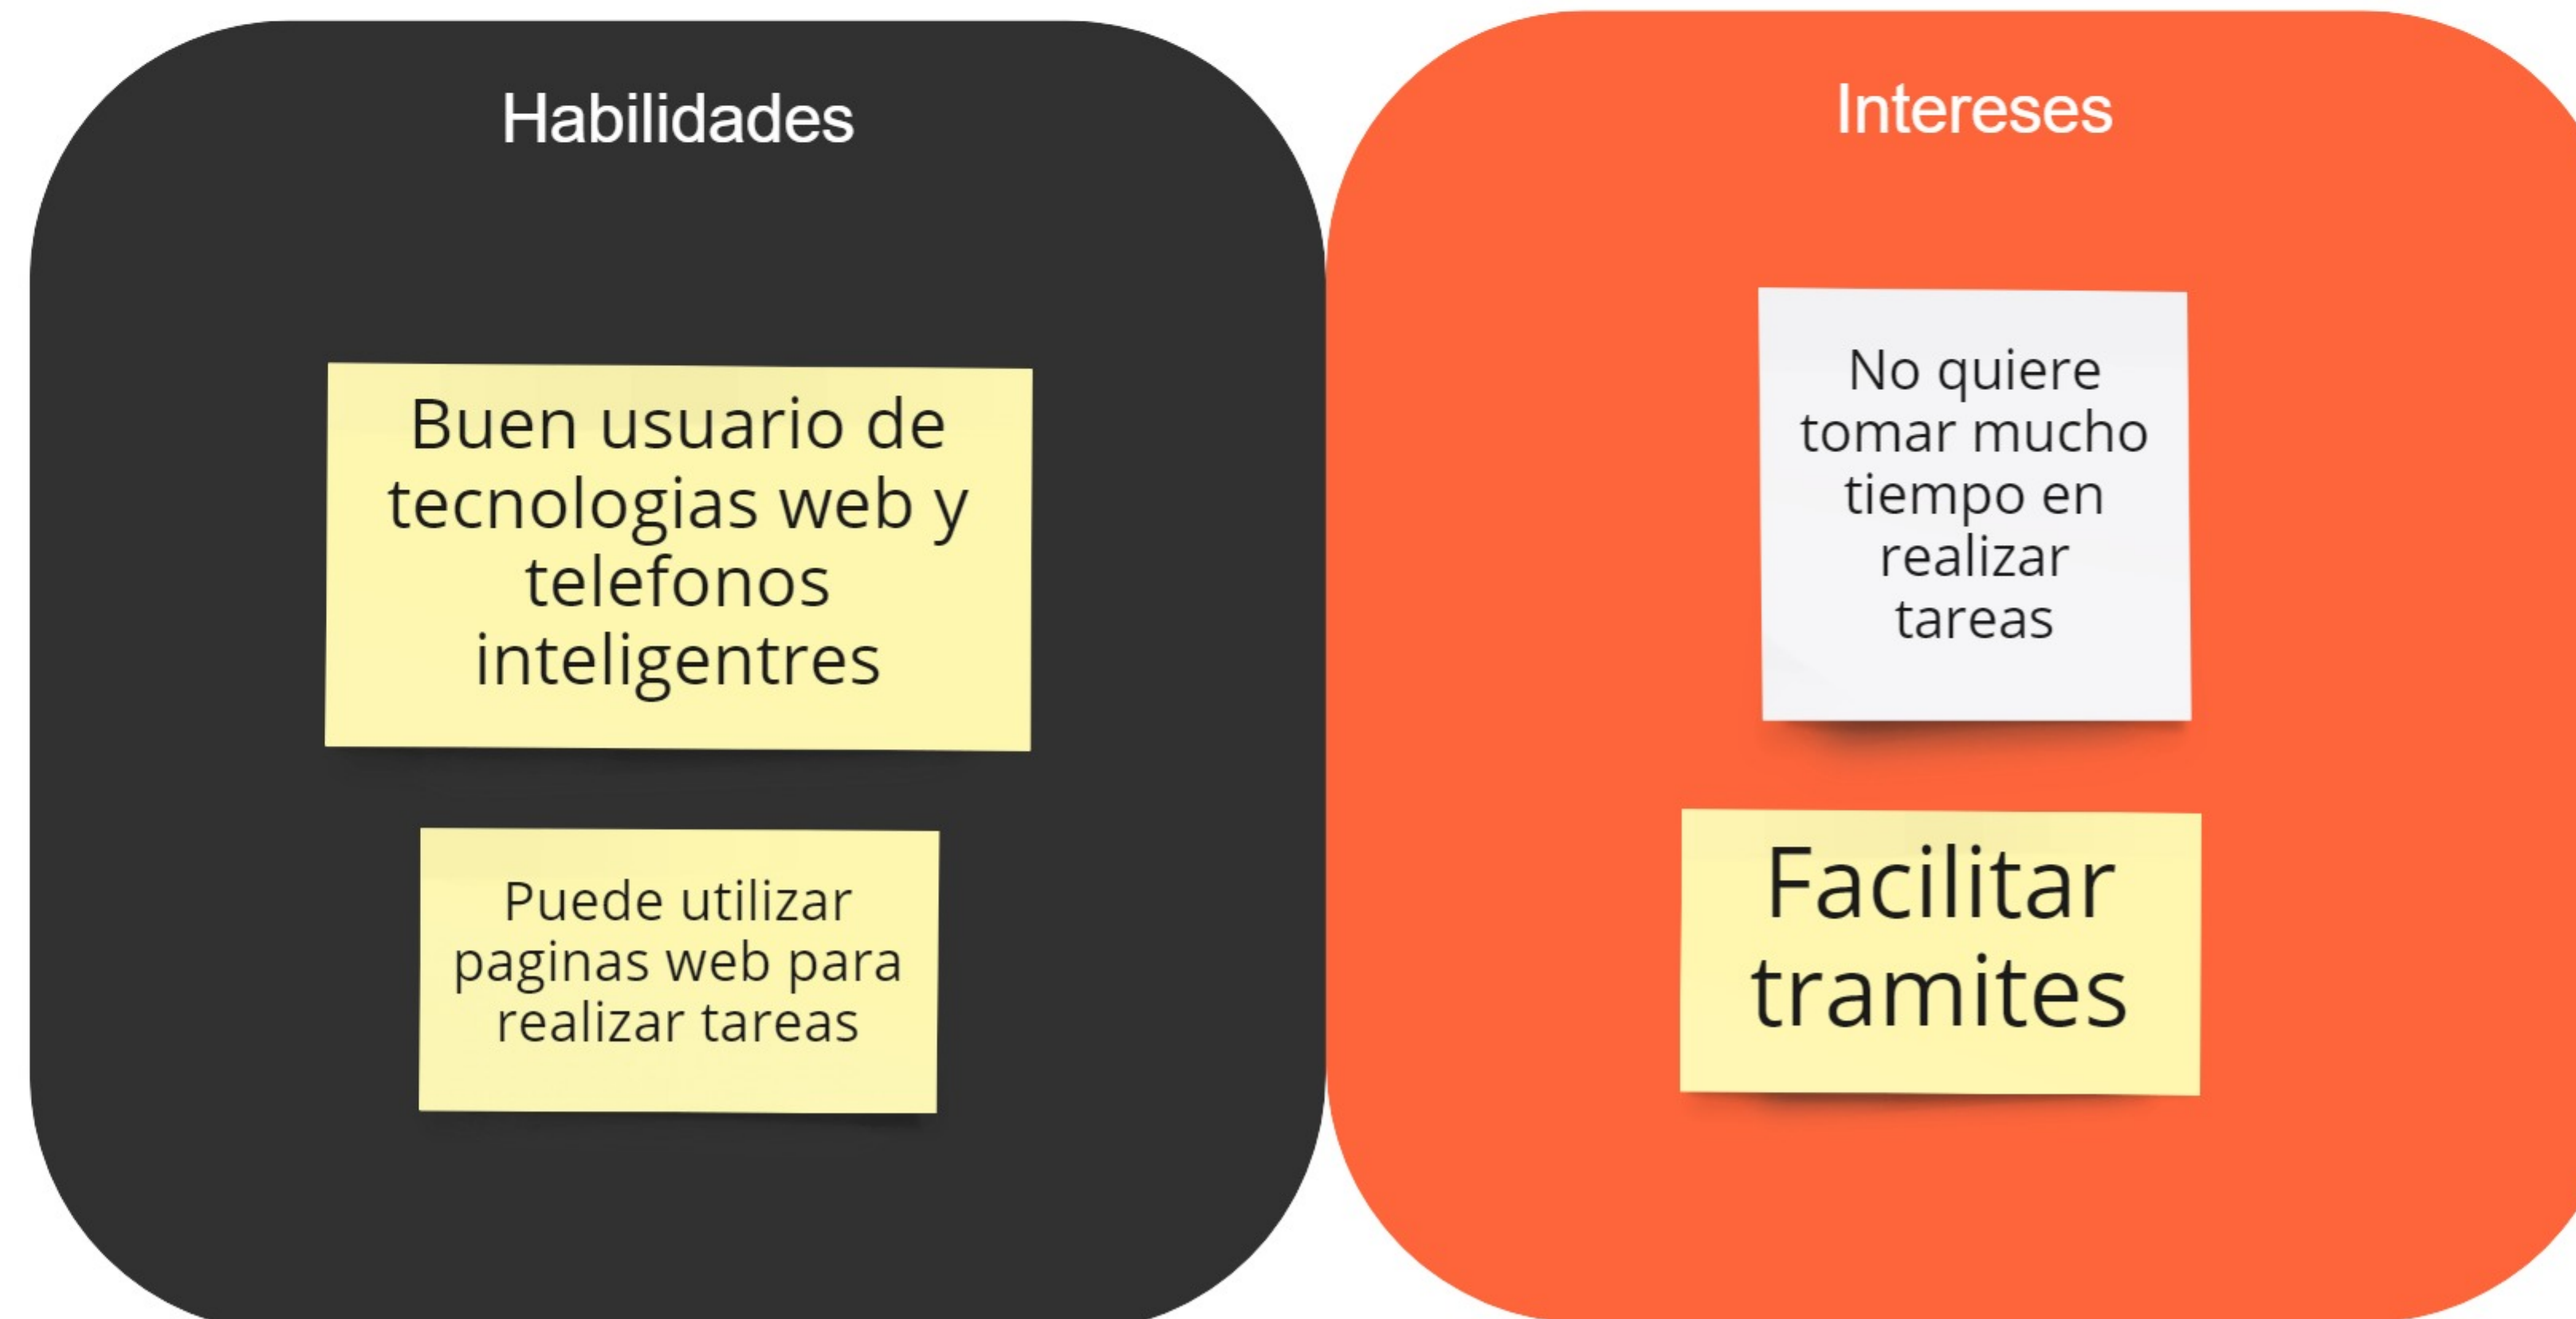 Habilidades
Buen usuario de
tecnologias web y
telefonos
inteligentres
Puede utilizar
paginas web para
realizar tareas
Intereses
No quiere
tomar mucho
tiempo en
realizar
tareas
Facilitar
tramites